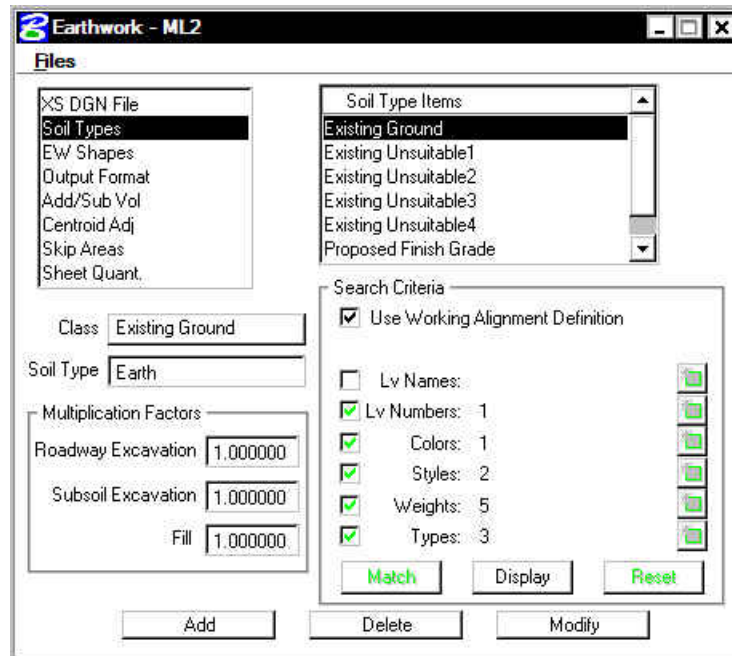 Earthwork - ML2
Files
XS DGN File
Soil Types
EW Shapes
Output Format
Add/Sub Vol
Centroid Adj
Skip Areas
Sheet Quant.
Soil Type Items
Existing Ground
Existing Unsuitable1
Existing Unsuitable2
Existing Unsuitable3
Existing Unsuitable4
Proposed Finish Grade
Class Existing Ground
Soil Type Earth
Multiplication Factors
Roadway Excavation 1.000000
Subsoil Excavation 1.000000
Fill 1.000000
Search Criteria
Use Working Alignment Definition
Lv Names:
Lv Numbers: 1
Colors: 1
Styles: 2
Weights: 5
Types: 3
Match Display Reset
Add Delete Modify